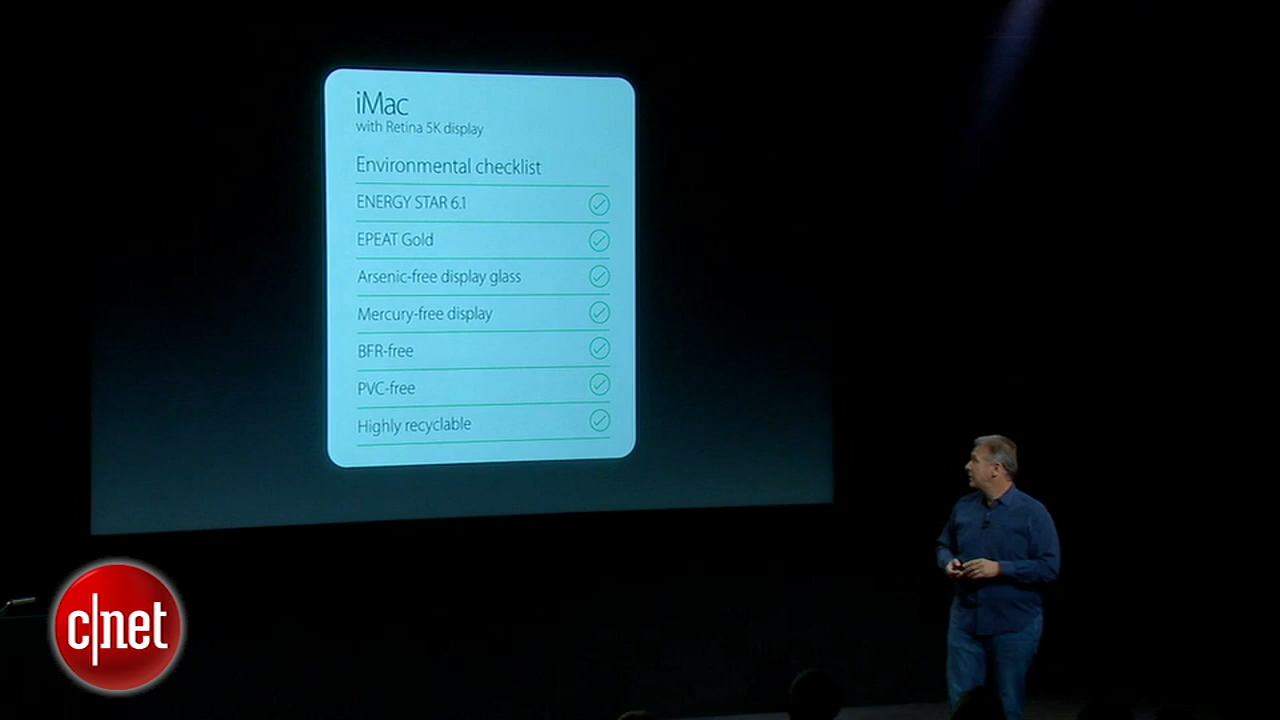 iMac
with Retina 5K display
Environmental checklist
ENERGY STAR 6.1
EPEAT Gold
Arsenic-free display glass
Mercury-free display
BFR-free
PVC-free
Highly recyclable
c|net